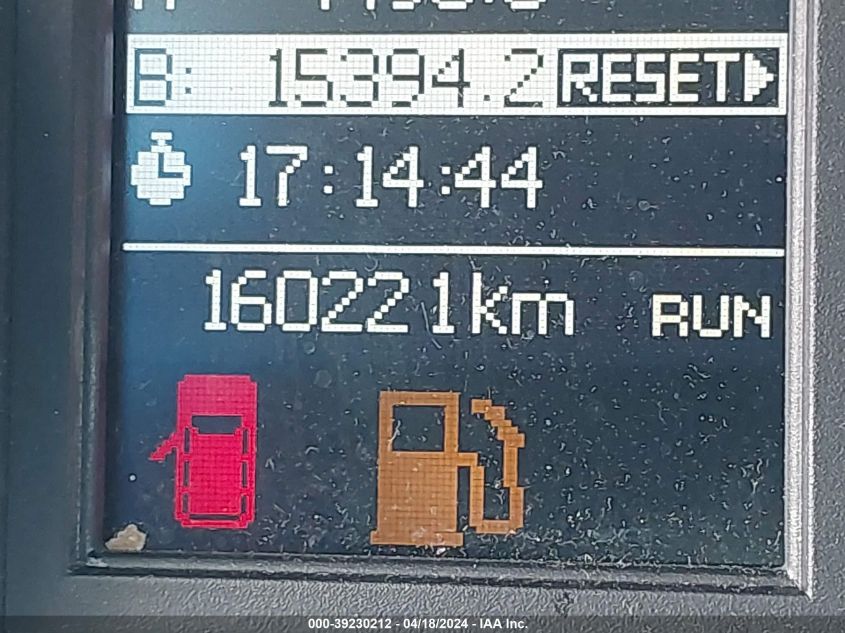 B: 15394.2 RESET
17:14:44
160221km RUN
000-39230212 - 04/18/2024 - IAA Inc.